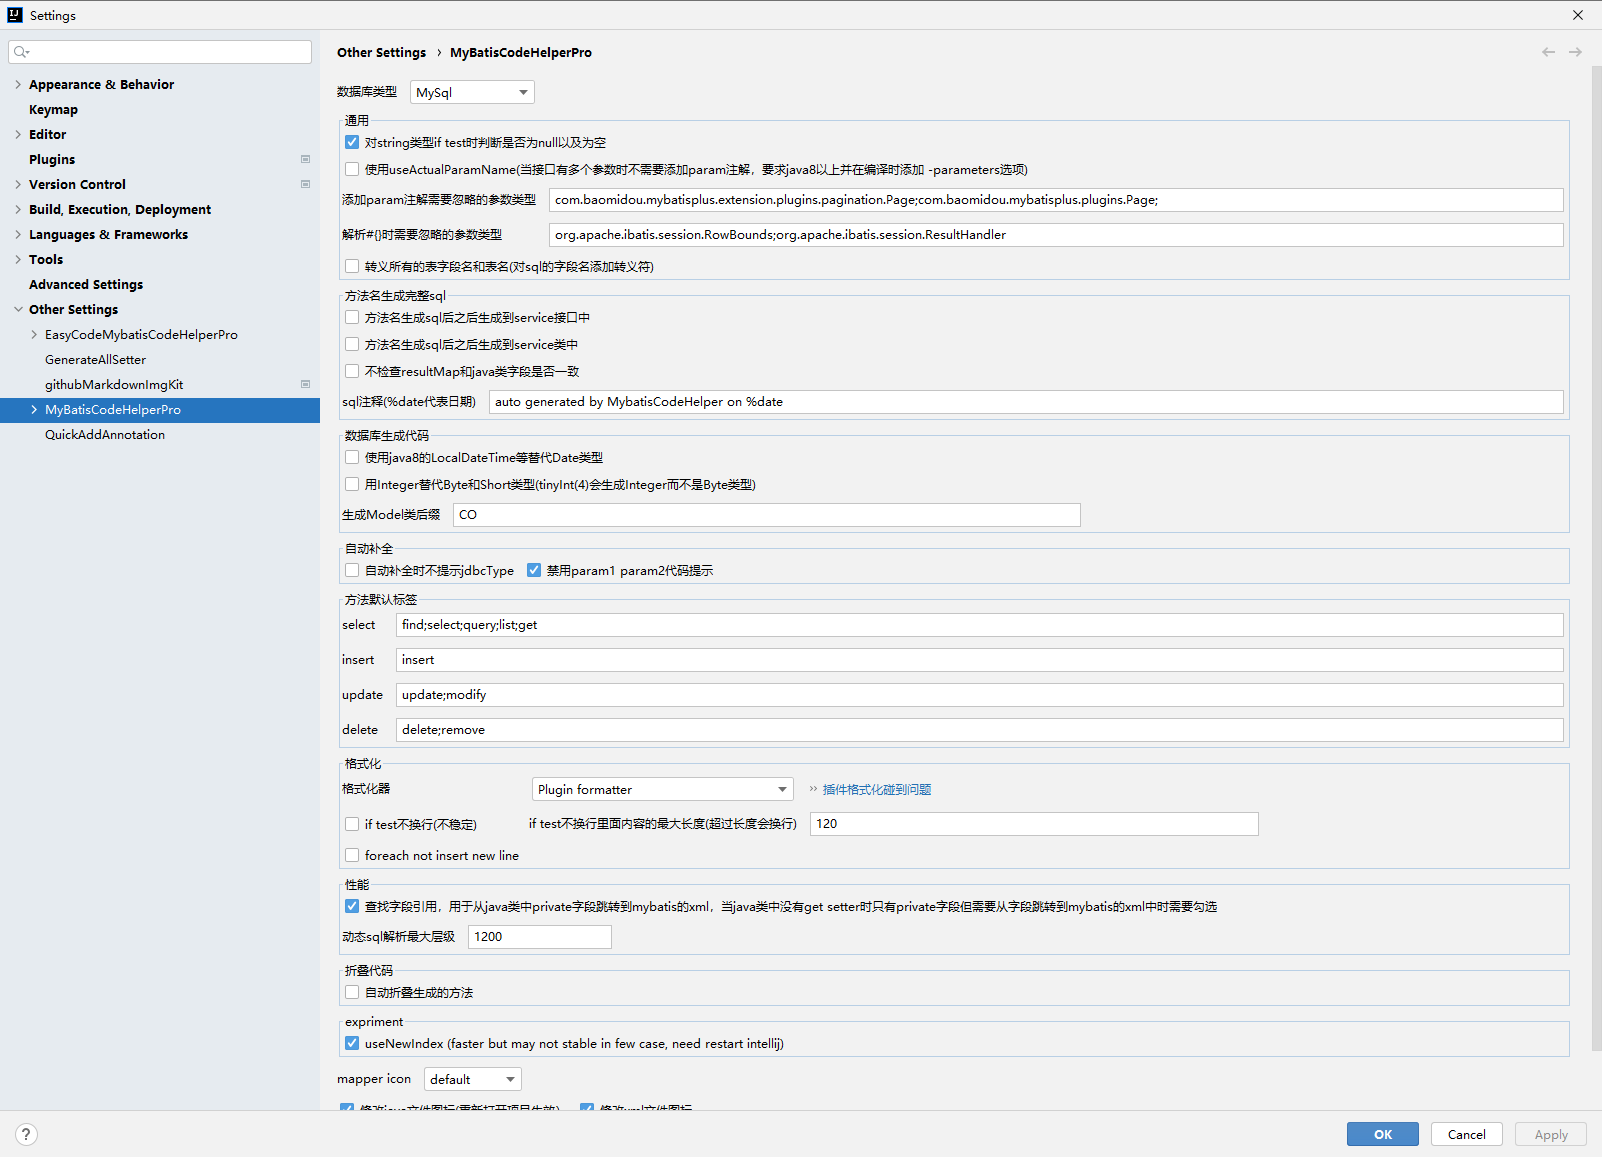 Settings
Other Settings › MyBatisCodeHelperPro
Appearance & Behavior
Keymap
Editor
Plugins
Version Control
Build, Execution, Deployment
Languages & Frameworks
Tools
Advanced Settings
Other Settings
EasyCodeMybatisCodeHelperPro
GenerateAllSetter
githubMarkdownImgKit
MyBatisCodeHelperPro
QuickAddAnnotation
数据库类型 MySql
通用
对string类型if test时判断是否为null以及为空
使用useActualParamName(当接口有多个参数时不需要添加param注解，要求java8以上并在编译时添加 -parameters选项)
添加param注解需要忽略的参数类型 com.baomidou.mybatisplus.extension.plugins.pagination.Page;com.baomidou.mybatisplus.plugins.Page;
解析#{}时需要忽略的参数类型 org.apache.ibatis.session.RowBounds;org.apache.ibatis.session.ResultHandler
转义所有的表字段名和表名(对sql的字段名添加转义符)
方法名生成完整sql
方法名生成sql后之后生成到service接口中
方法名生成sql后之后生成到service类中
不检查resultMap和java类字段是否一致
sql注释(%date代表日期) auto generated by MybatisCodeHelper on %date
数据库生成代码
使用java8的LocalDateTime等替代Date类型
用Integer替代Byte和Short类型(tinyInt(4)会生成Integer而不是Byte类型)
生成Model类后缀 CO
自动补全
自动补全时不提示jdbcType 禁用param1 param2代码提示
方法默认标签
select find;select;query;list;get
insert insert
update update;modify
delete delete;remove
格式化
格式化器 Plugin formatter 插件格式化碰到问题
if test不换行(不稳定) if test不换行里面内容的最大长度(超过长度会换行) 120
foreach not insert new line
性能
查找字段引用，用于从java类中private字段跳转到mybatis的xml，当java类中没有get setter时只有private字段但需要从字段跳转到mybatis的xml中时需要勾选
动态sql解析最大层级 1200
折叠代码
自动折叠生成的方法
expriment
useNewIndex (faster but may not stable in few case, need restart intellij)
mapper icon default
修改java文件图标(重新打开项目生效) 修改xml文件图标
?
OK Cancel Apply